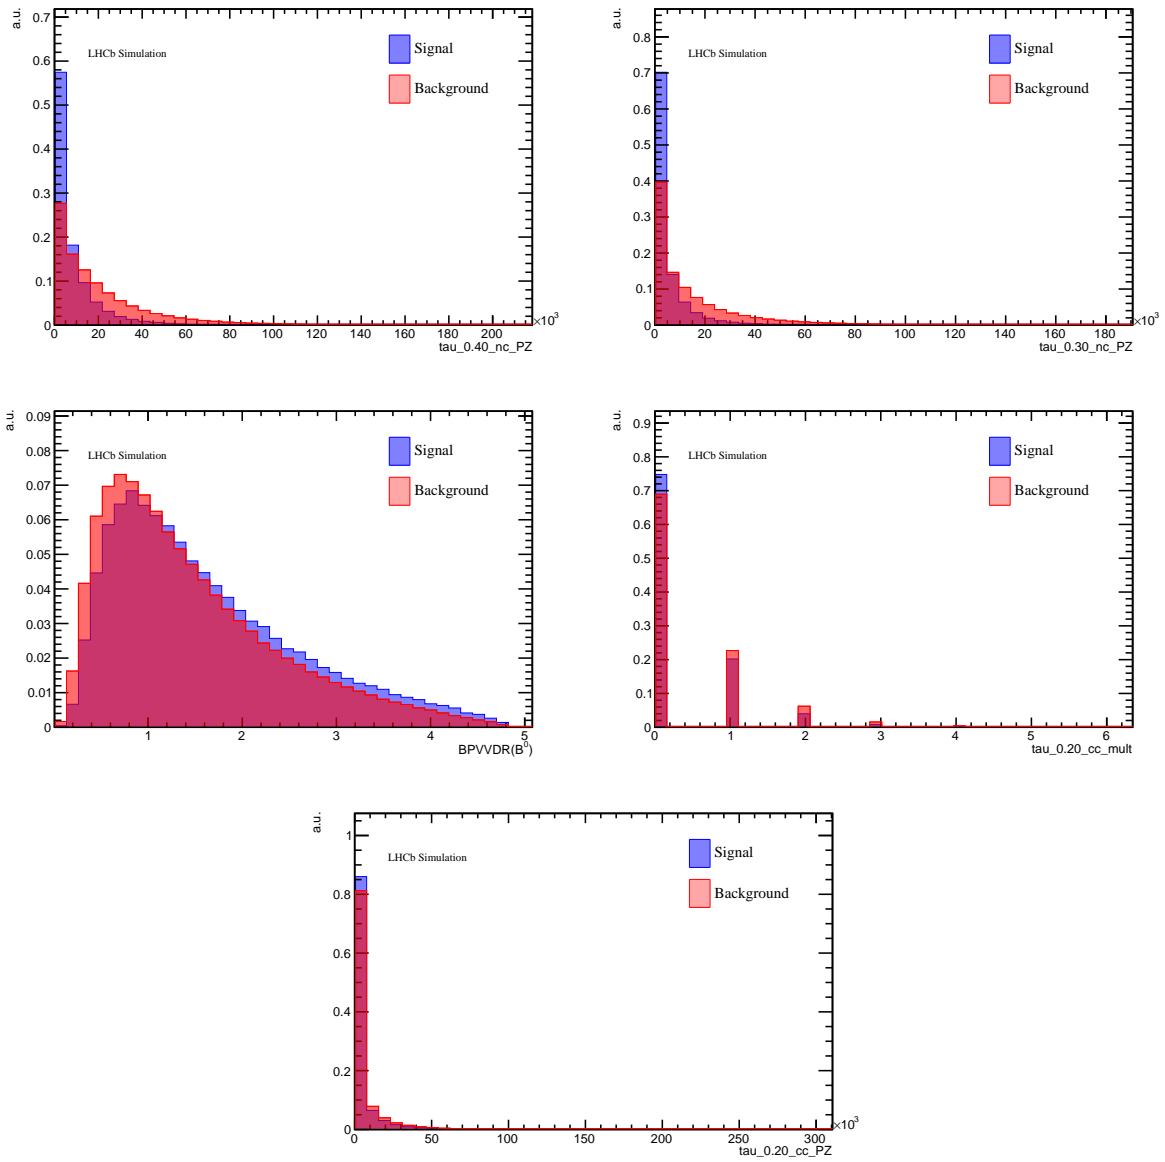 a.u.
0.7
0.6
0.5
0.4
0.3
0.2
0.1
0
LHCb Simulation
Signal
Background
0 20 40 60 80 100 120 140 160 180 200
×10³
tau_0.40_nc_PZ
a.u.
0.8
0.7
0.6
0.5
0.4
0.3
0.2
0.1
0
LHCb Simulation
Signal
Background
0 20 40 60 80 100 120 140 160 180
×10³
tau_0.30_nc_PZ
a.u.
0.09
0.08
0.07
0.06
0.05
0.04
0.03
0.02
0.01
0
LHCb Simulation
Signal
Background
1 2 3 4 5
BPVVDR(B⁰)
a.u.
0.9
0.8
0.7
0.6
0.5
0.4
0.3
0.2
0.1
0
LHCb Simulation
Signal
Background
0 1 2 3 4 5 6
tau_0.20_cc_mult
a.u.
1
0.8
0.6
0.4
0.2
0
LHCb Simulation
Signal
Background
0 50 100 150 200 250 300
×10³
tau_0.20_cc_PZ